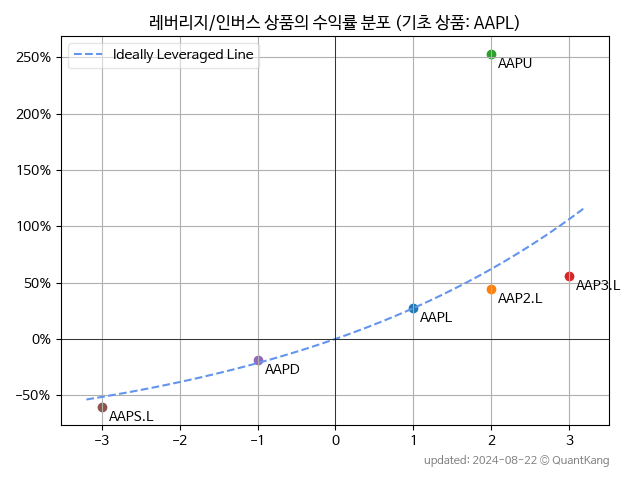 레버리지/인버스 상품의 수익률 분포 (기초 상품: AAPL)
Ideally Leveraged Line
250%
200%
150%
100%
50%
0%
−50%
AAPU
AAP3.L
AAP2.L
AAPL
AAPD
AAPS.L
−3 −2 −1 0 1 2 3
updated: 2024-08-22 © QuantKang